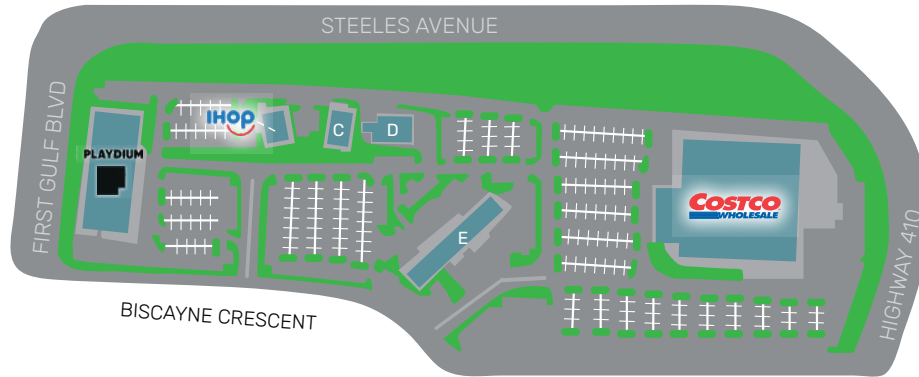 STEELES AVENUE
FIRST GULF BLVD
IHOP
C
D
PLAYDIUM
COSTCO
WHOLESALE
E
HIGHWAY 410
BISCAYNE CRESCENT